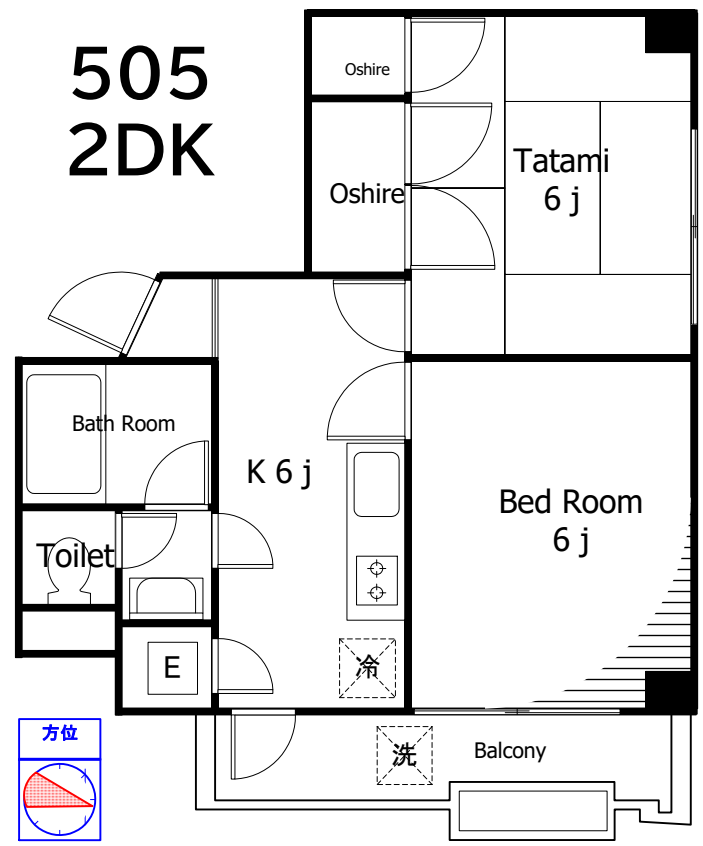 505
2DK
Oshire
Oshire
Tatami
6 j
Bath Room
K 6 j
Bed Room
6 j
Toilet
E
冷
方位
洗
Balcony